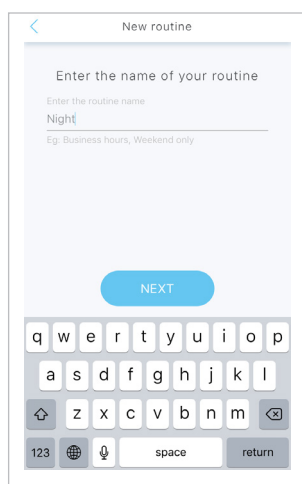 New routine
Enter the name of your routine
Enter the routine name
Night
Eg: Business hours, Weekend only
NEXT
q w e r t y u i o p
a s d f g h j k l
z x c v b n m
123 space return